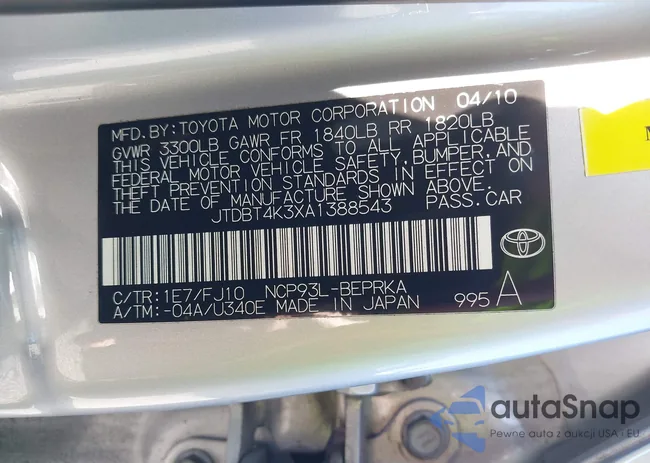 MFD. BY: TOYOTA MOTOR CORPORATION 04/10
GVWR 3300LB GAWR FR 1840LB RR 1820LB
THIS VEHICLE CONFORMS TO ALL APPLICABLE
FEDERAL MOTOR VEHICLE SAFETY, BUMPER, AND
THEFT PREVENTION STANDARDS IN EFFECT ON
THE DATE OF MANUFACTURE SHOWN ABOVE.
JTDBT4K3XA1388543 PASS. CAR
C/TR: 1E7/FJ10 NCP93L-BEPRKA
A/TM: -04A/U340E MADE IN JAPAN 995 A
autaSnap
Pewne auta z aukcji USA i EU